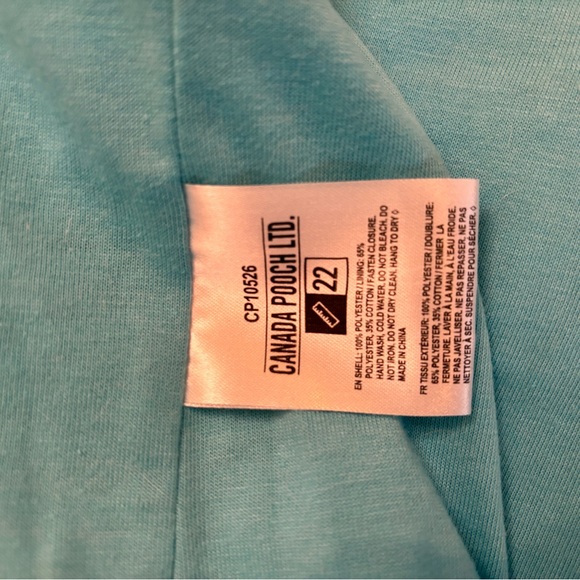 CP10526
CANADA POOCH LTD.
22
EN SHELL: 100% POLYESTER / LINING: 65%
POLYESTER, 35% COTTON / FASTEN CLOSURE,
HAND WASH, COLD WATER, DO NOT BLEACH, DO
NOT IRON, DO NOT DRY CLEAN. HANG TO DRY ◊
MADE IN CHINA
FR TISSU EXTÉRIEUR: 100% POLYESTER / DOUBLURE:
65% POLYESTER, 35% COTTON / FERMER LA
FERMETURE, LAVER À LA MAIN, À L'EAU FROIDE,
NE PAS JAVELLISER, NE PAS REPASSER, NE PAS
NETTOYER À SEC. SUSPENDRE POUR SÉCHER. ◊